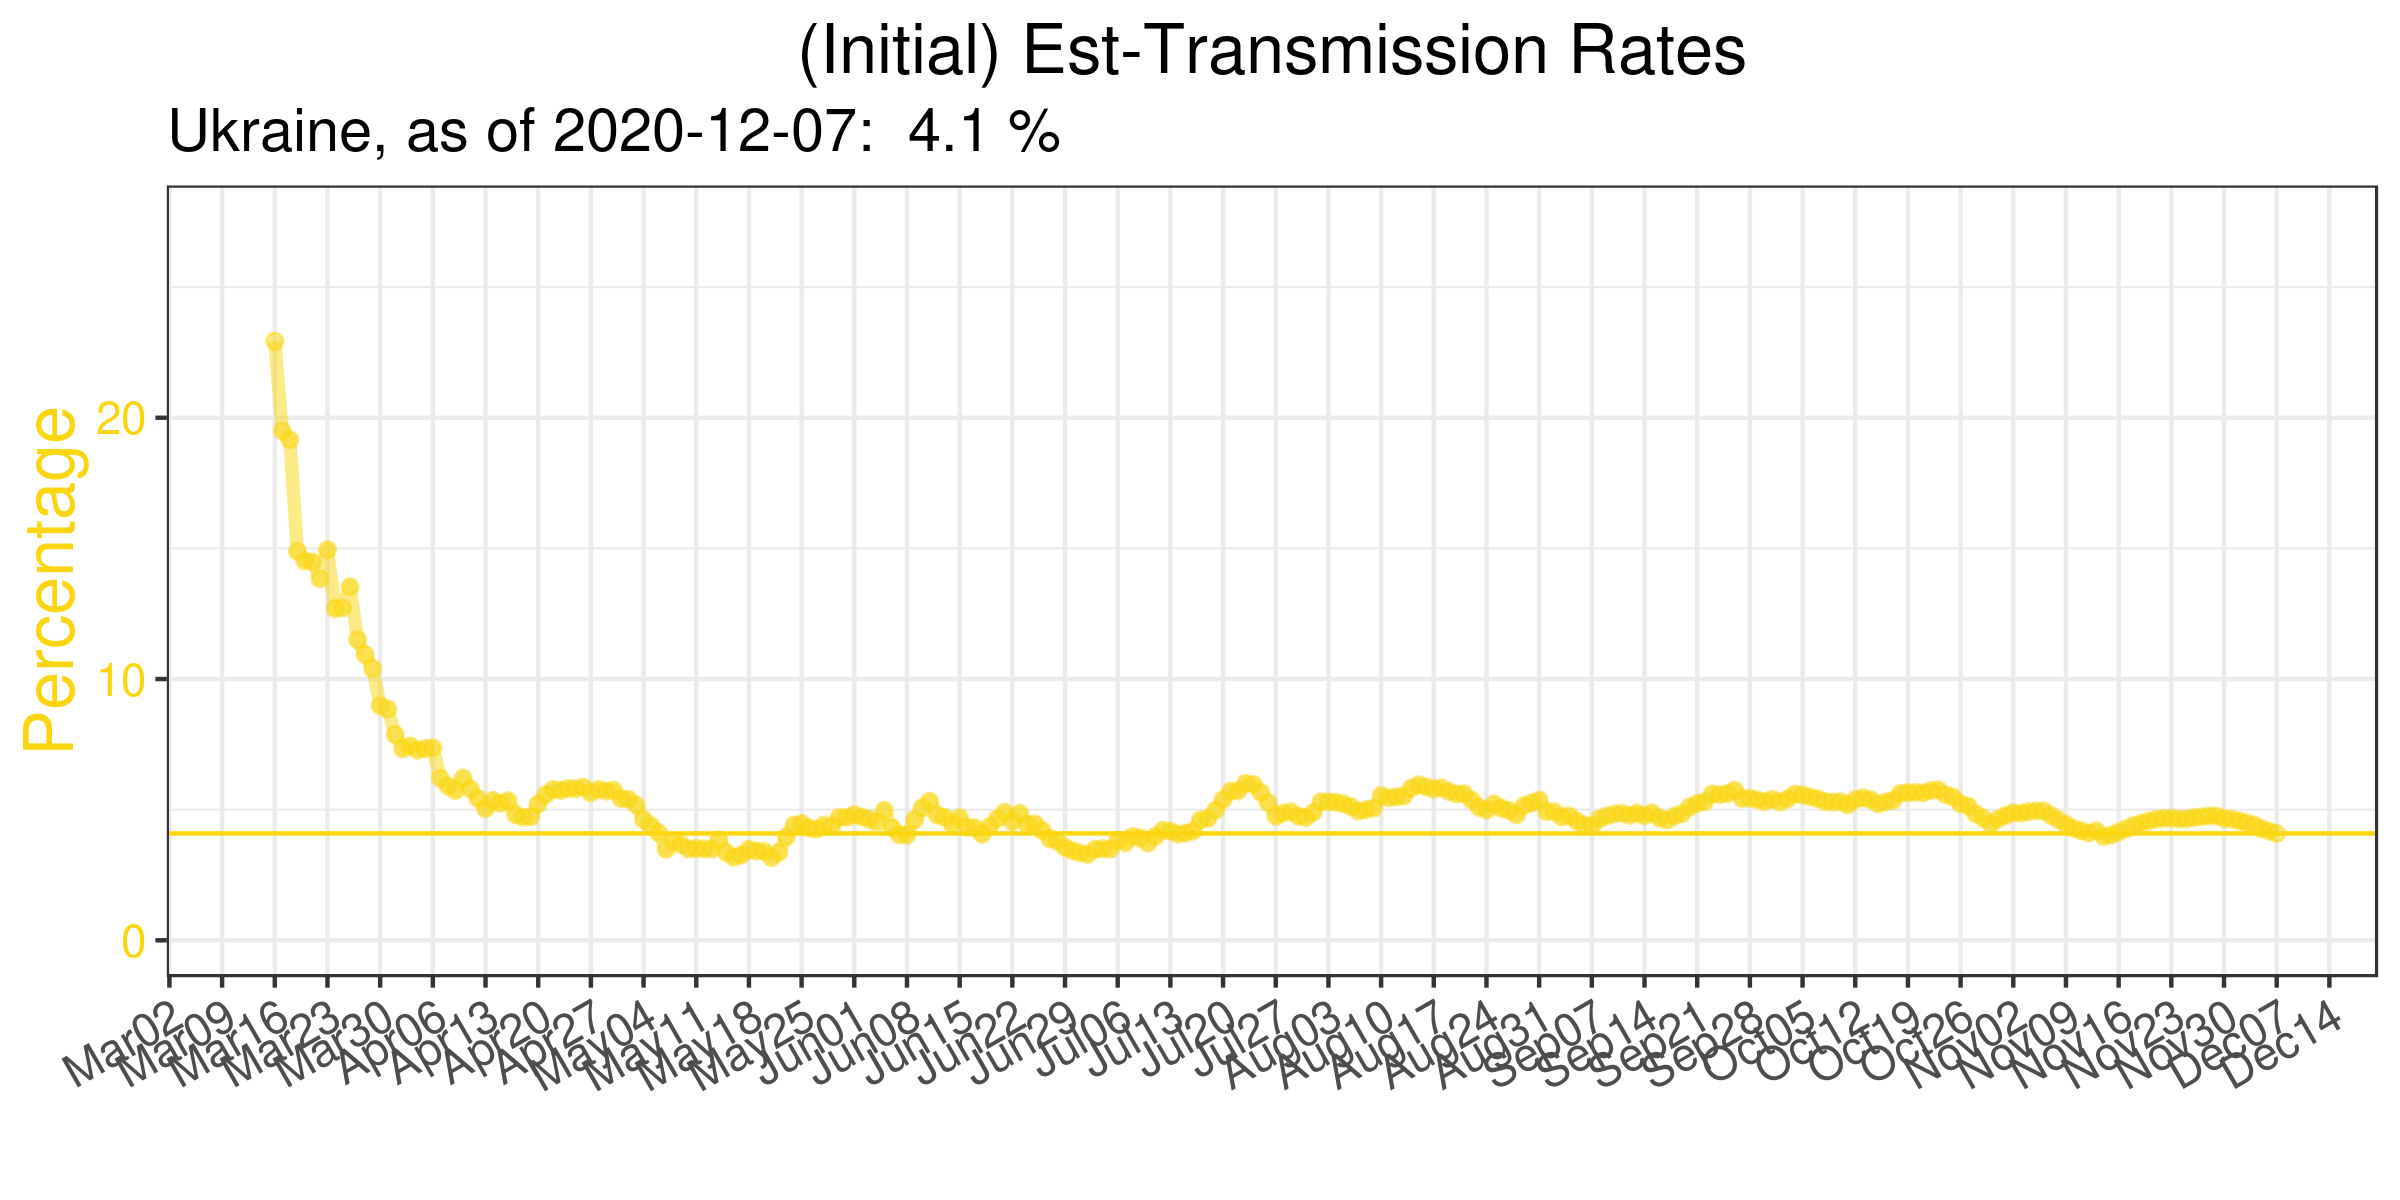 (Initial) Est-Transmission Rates
Ukraine, as of 2020-12-07:  4.1 %
Percentage
20
10
0
Mar02
Mar09
Mar16
Mar23
Mar30
Apr06
Apr13
Apr20
Apr27
May04
May11
May18
May25
Jun01
Jun08
Jun15
Jun22
Jun29
Jul06
Jul13
Jul20
Jul27
Aug03
Aug10
Aug17
Aug24
Aug31
Sep07
Sep14
Sep21
Sep28
Oct05
Oct12
Oct19
Oct26
Nov02
Nov09
Nov16
Nov23
Nov30
Dec07
Dec14